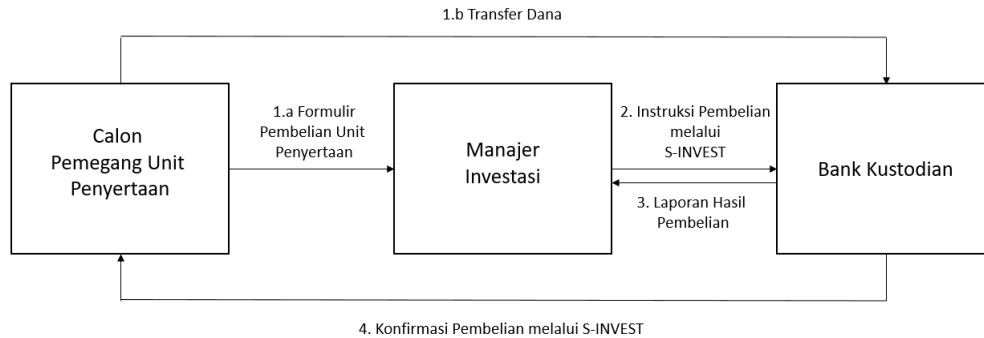 1.b Transfer Dana
Calon
Pemegang Unit
Penyertaan
1.a Formulir
Pembelian Unit
Penyertaan
Manajer
Investasi
2. Instruksi Pembelian
melalui
S-INVEST
3. Laporan Hasil
Pembelian
Bank Kustodian
4. Konfirmasi Pembelian melalui S-INVEST